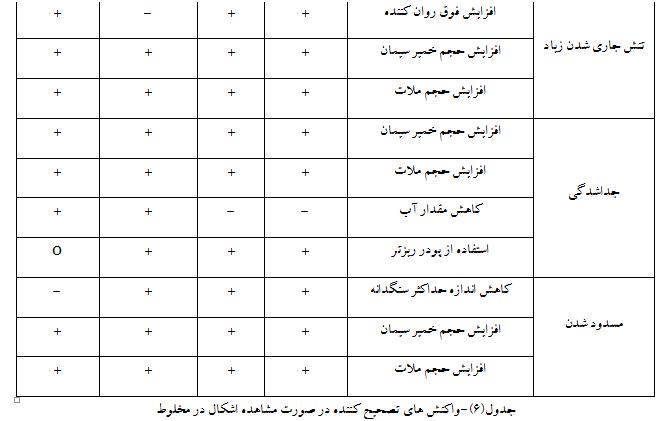 تنش جاری شدن زیاد
افزایش فوق روان کننده + + – +
افزایش حجم خمیر سیمان + + + +
افزایش حجم ملات + + + +
جداشدگی
افزایش حجم خمیر سیمان + + + +
افزایش حجم ملات + + + +
کاهش مقدار آب – – + +
استفاده از پودر ریزتر + + + O
مسدود شدن
کاهش اندازه حداکثر سنگدانه + + + –
افزایش حجم خمیر سیمان + + + +
افزایش حجم ملات + + + +
جدول(۶)-واکنش های تصحیح کننده در صورت مشاهده اشکال در مخلوط